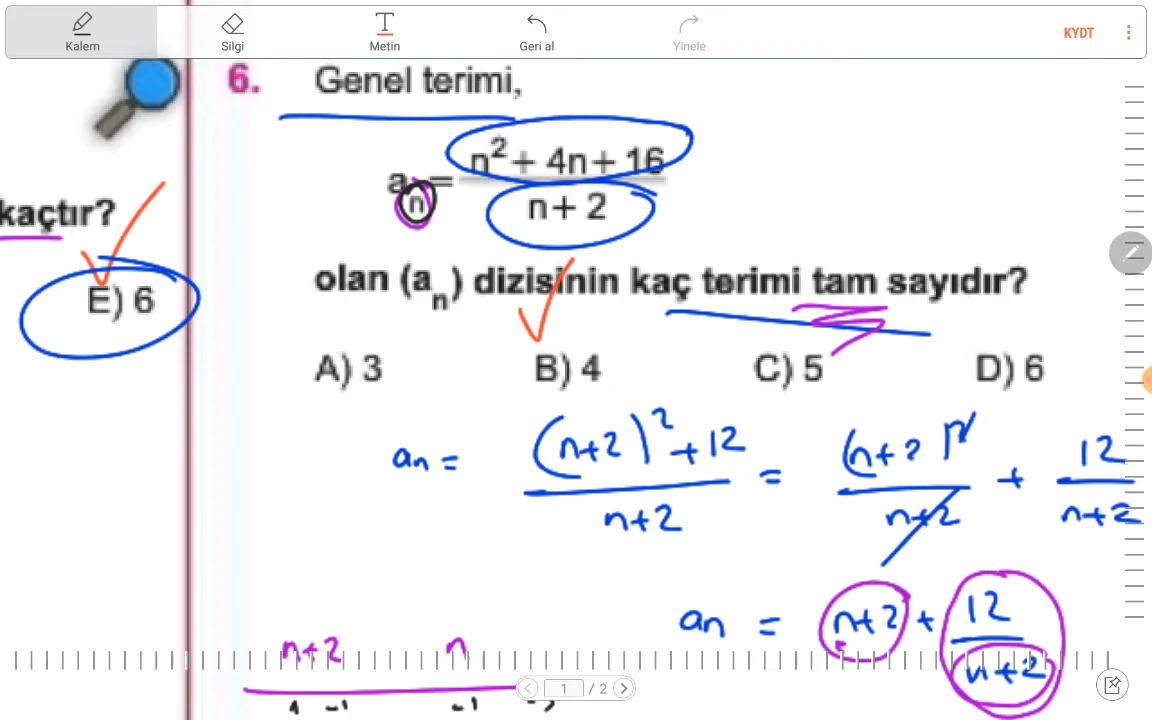 Kalem Silgi Metin Geri al Yinele KYDT
6. Genel terimi,
a_n = (n² + 4n + 16) / (n + 2)
kaçtır?
E) 6
olan (a_n) dizisinin kaç terimi tam sayıdır?
A) 3 B) 4 C) 5 D) 6
an = ((n+2)² + 12) / (n+2) = (n+2)² / (n+2) + 12 / (n+2)
an = n+2 + 12 / (n+2)
n+2 n
1 / 2